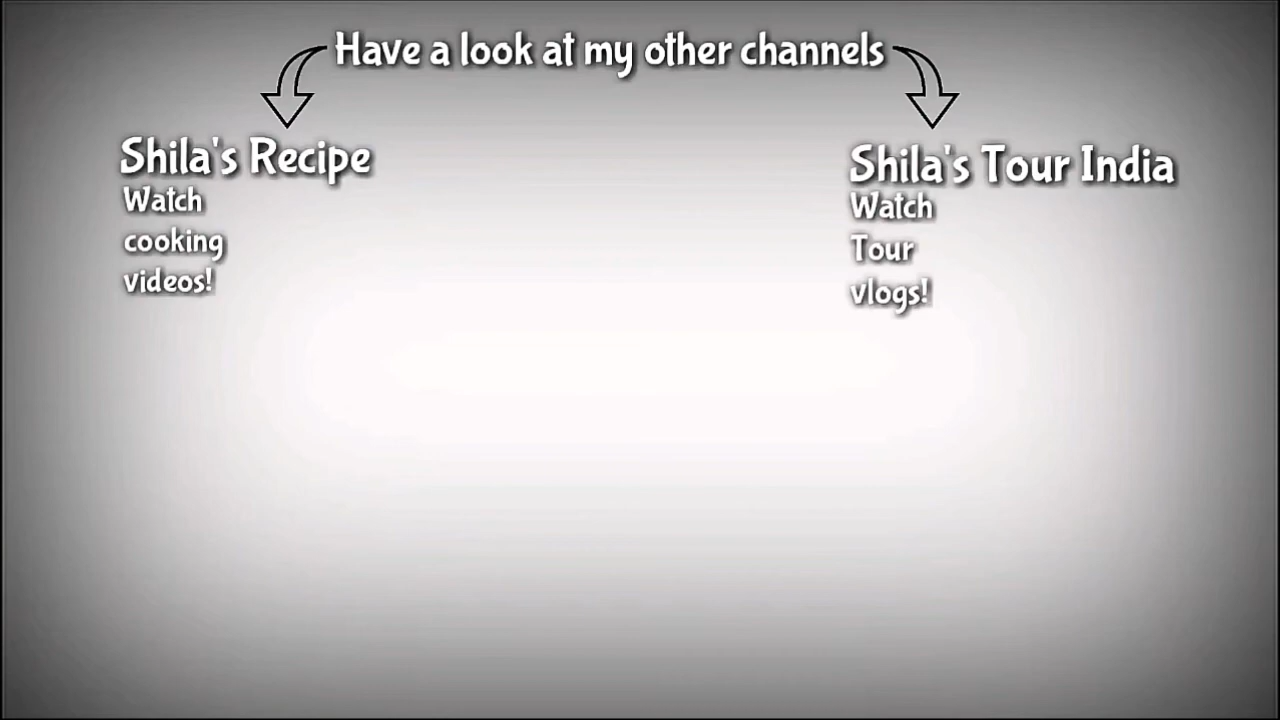 Have a look at my other channels
Shila's Recipe
Watch
cooking
videos!
Shila's Tour India
Watch
Tour
vlogs!